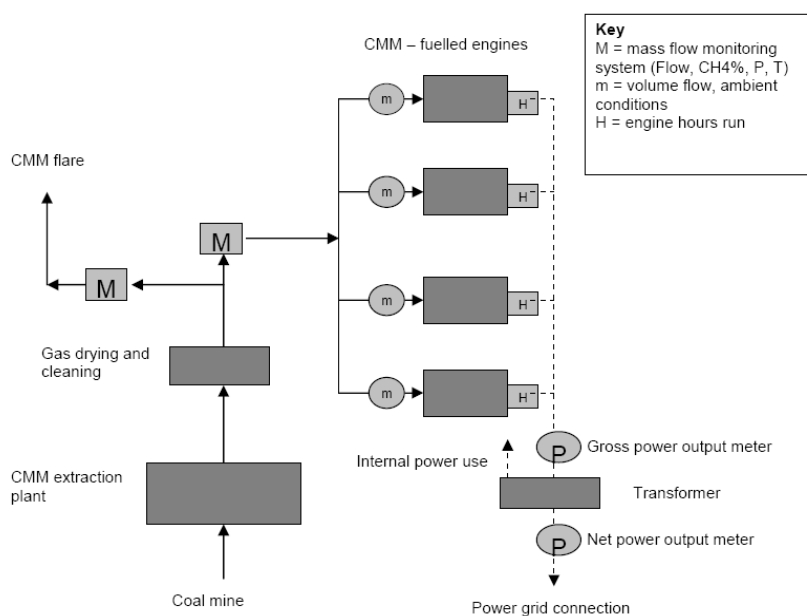 CMM – fuelled engines
Key
M = mass flow monitoring
system (Flow, CH4%, P, T)
m = volume flow, ambient
conditions
H = engine hours run
m
H
CMM flare
m
H
M
M
m
H
Gas drying and
cleaning
m
H
P
Gross power output meter
Internal power use
CMM extraction
plant
Transformer
P
Net power output meter
Coal mine
Power grid connection